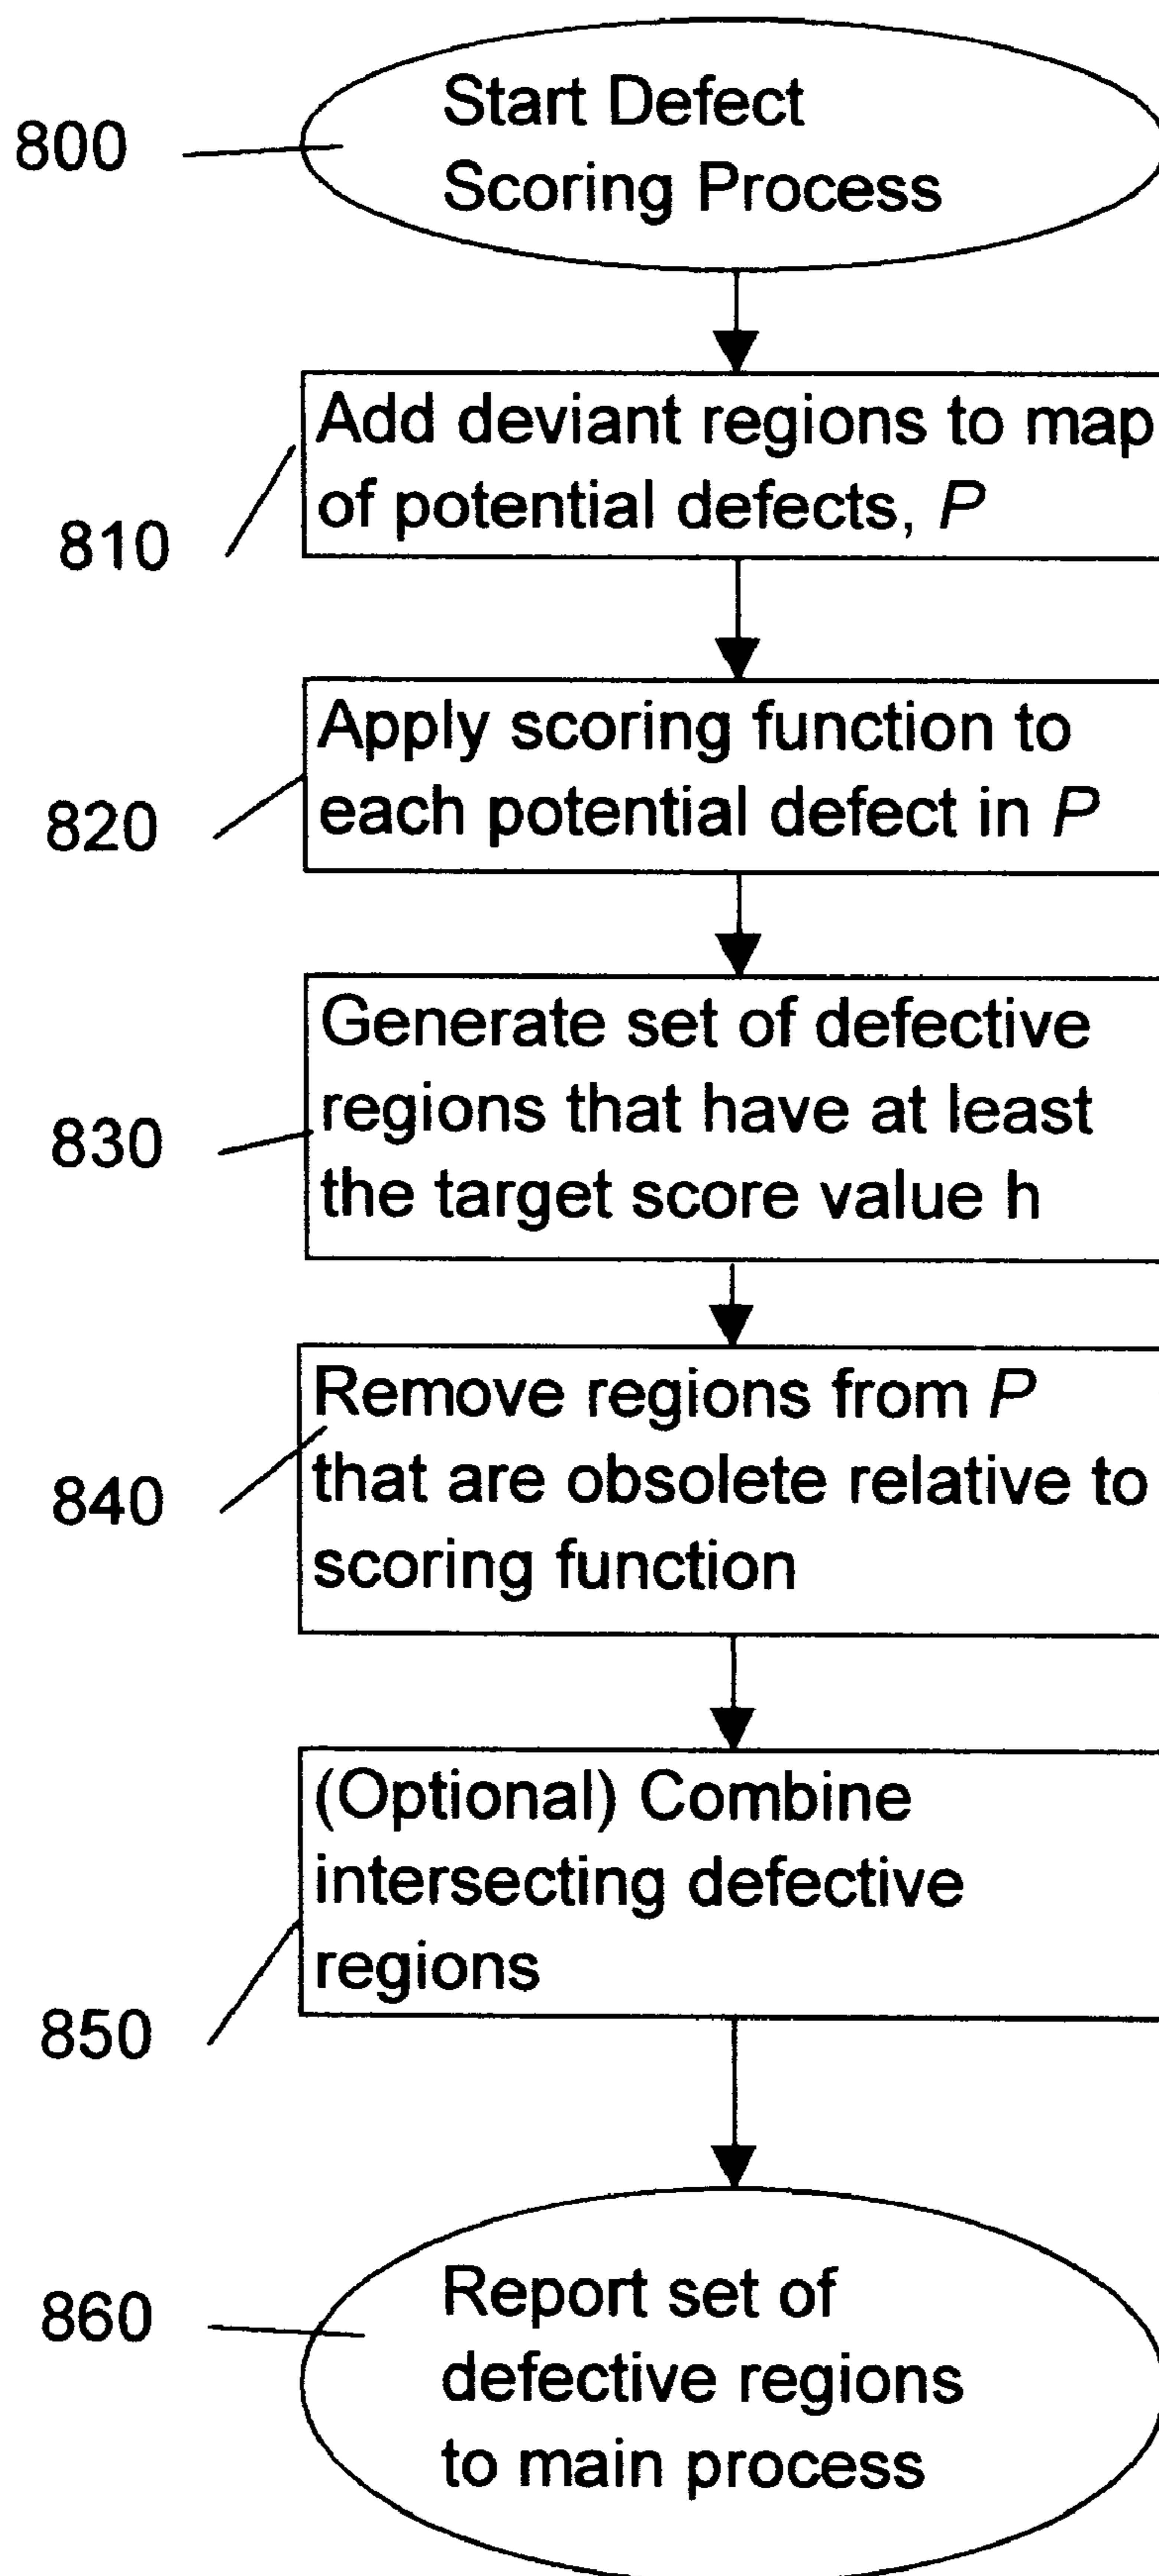 Start Defect
Scoring Process
800
Add deviant regions to map
of potential defects, P
810
Apply scoring function to
each potential defect in P
820
Generate set of defective
regions that have at least
the target score value h
830
Remove regions from P
that are obsolete relative to
scoring function
840
(Optional) Combine
intersecting defective
regions
850
Report set of
defective regions
to main process
860